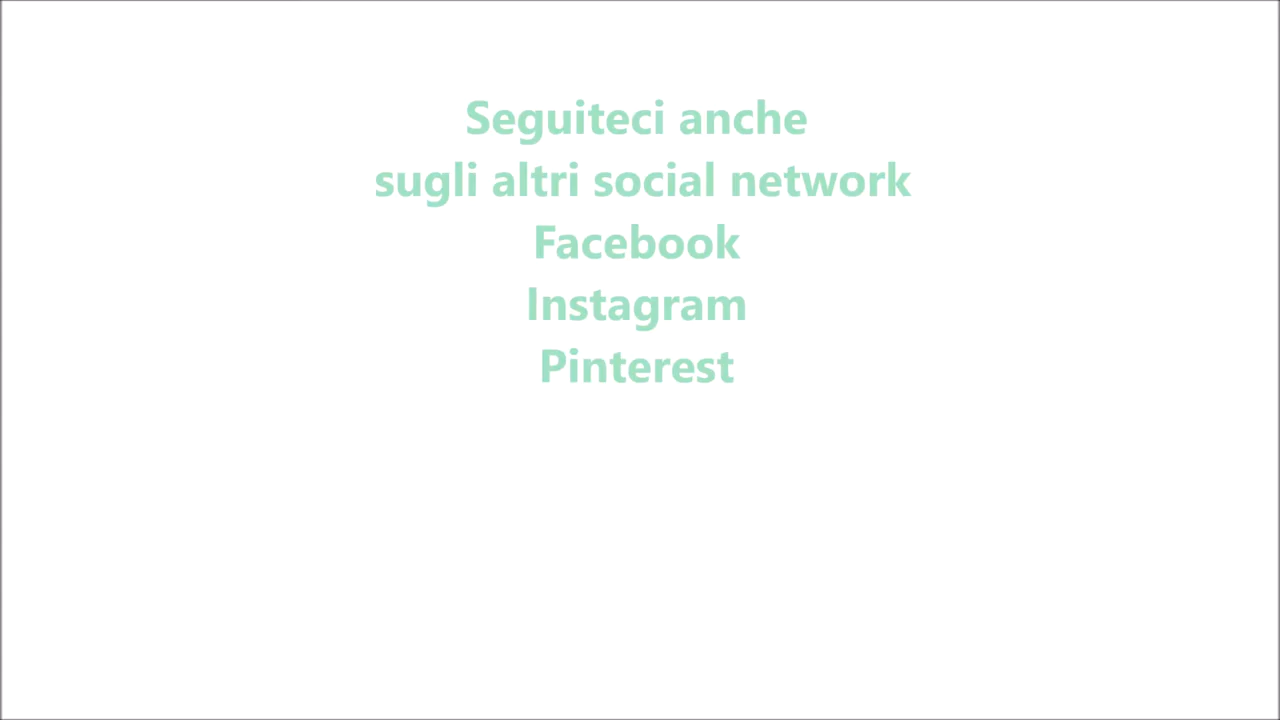 Seguiteci anche
sugli altri social network
Facebook
Instagram
Pinterest